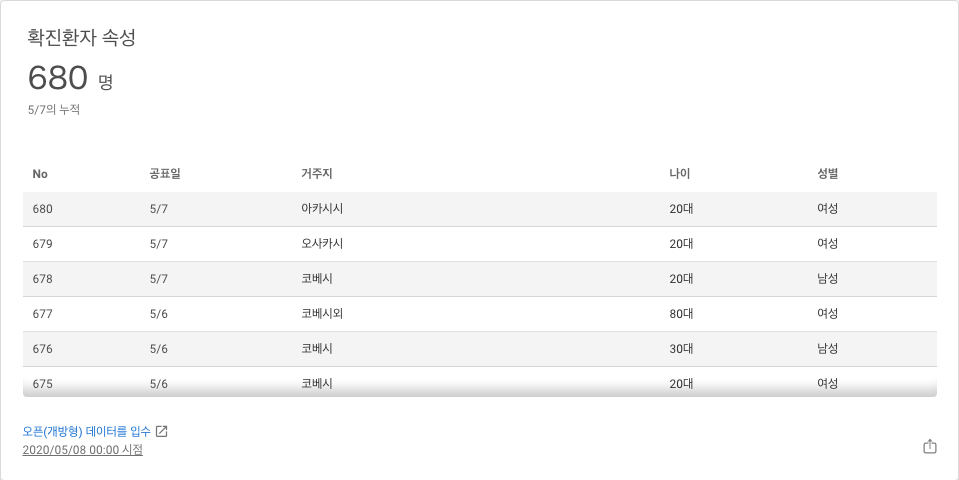 확진환자 속성
680 명
5/7의 누적
No 공표일 거주지 나이 성별
680 5/7 아카시시 20대 여성
679 5/7 오사카시 20대 여성
678 5/7 코베시 20대 남성
677 5/6 코베시외 80대 여성
676 5/6 코베시 30대 남성
675 5/6 코베시 20대 여성
오픈(개방형) 데이터를 입수
2020/05/08 00:00 시점